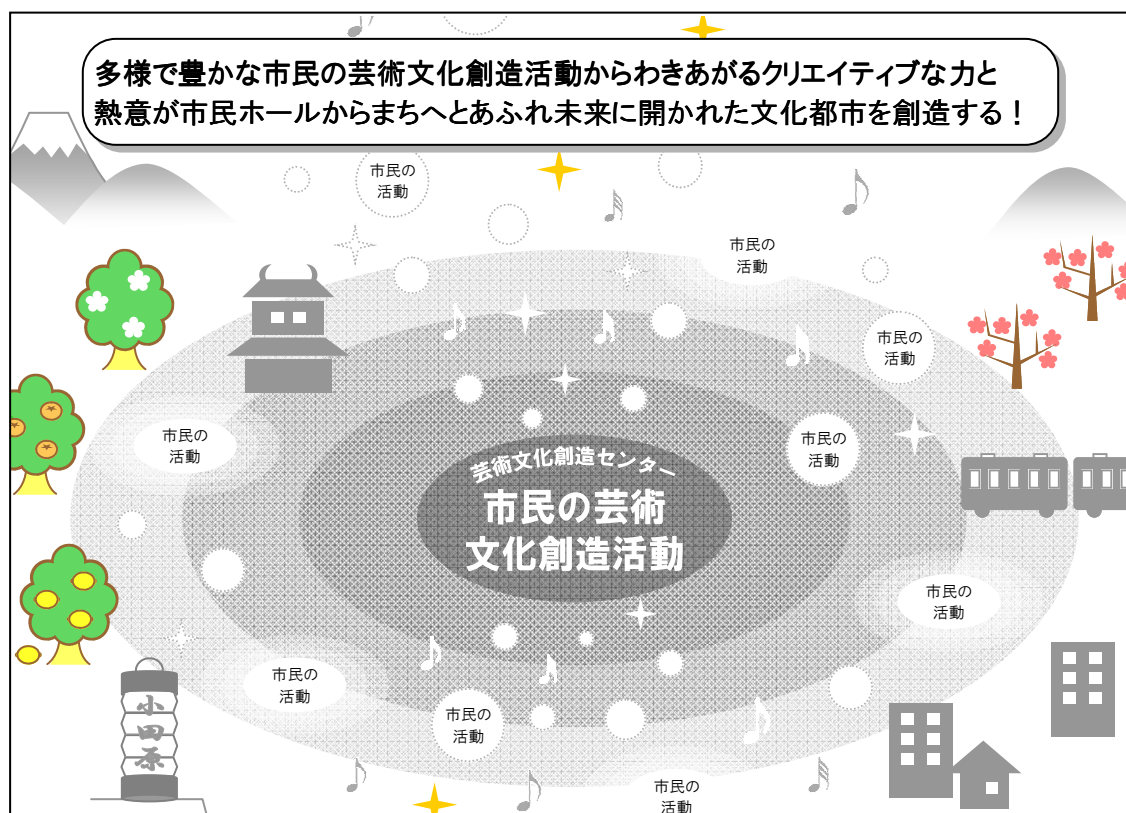 多様で豊かな市民の芸術文化創造活動からわきあがるクリエイティブな力と
熱意が市民ホールからまちへとあふれ未来に開かれた文化都市を創造する!
市民の
活動
市民の
活動
市民の
活動
市民の
活動
市民の
活動
芸術文化創造センター
市民の芸術
文化創造活動
市民の
活動
市民の
活動
市民の
活動
市民の
活動
小田原